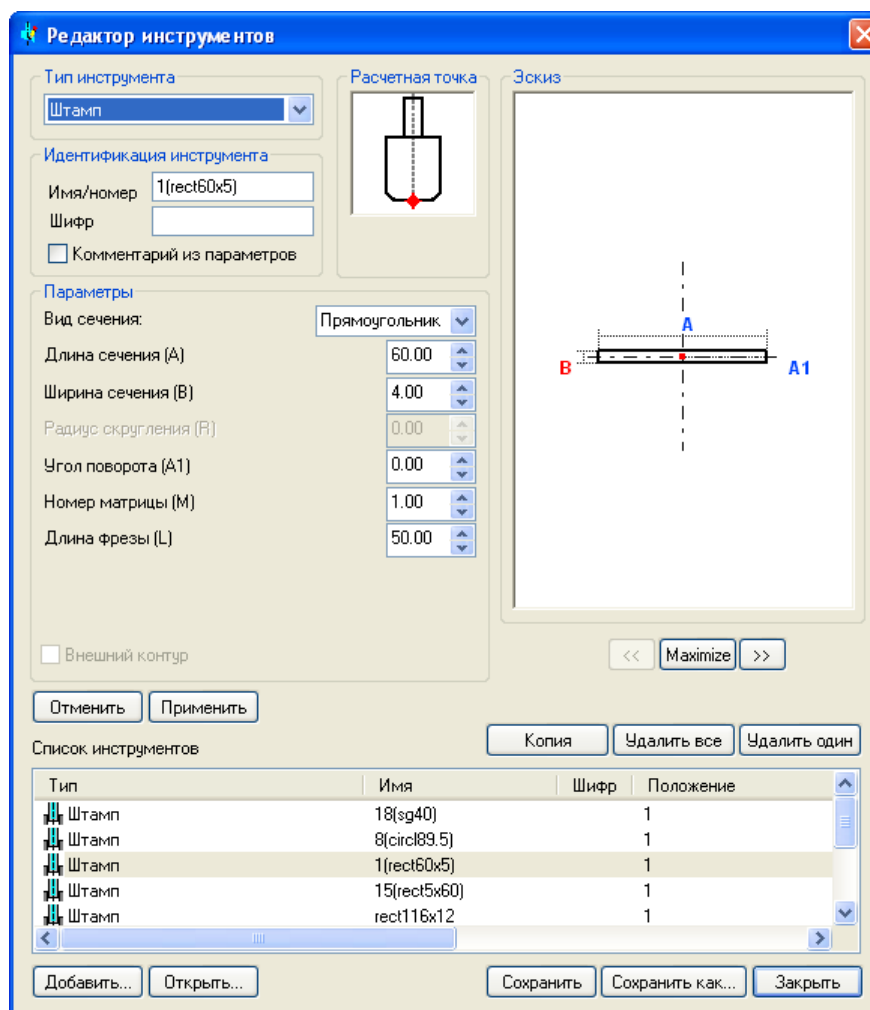 Редактор инструментов
Тип инструмента
Штамп
Идентификация инструмента
Имя/номер 1(rect60x5)
Шифр
Комментарий из параметров
Расчетная точка
Эскиз
A
B
A1
Параметры
Вид сечения: Прямоугольник
Длина сечения (A) 60.00
Ширина сечения (B) 4.00
Радиус скругления (R) 0.00
Угол поворота (A1) 0.00
Номер матрицы (M) 1.00
Длина фрезы (L) 50.00
Внешний контур
<< Maximize >>
Отменить Применить
Список инструментов
Копия Удалить все Удалить один
Тип Имя Шифр Положение
Штамп 18(sg40) 1
Штамп 8(circl89.5) 1
Штамп 1(rect60x5) 1
Штамп 15(rect5x60) 1
Штамп rect116x12 1
Добавить... Открыть... Сохранить Сохранить как... Закрыть